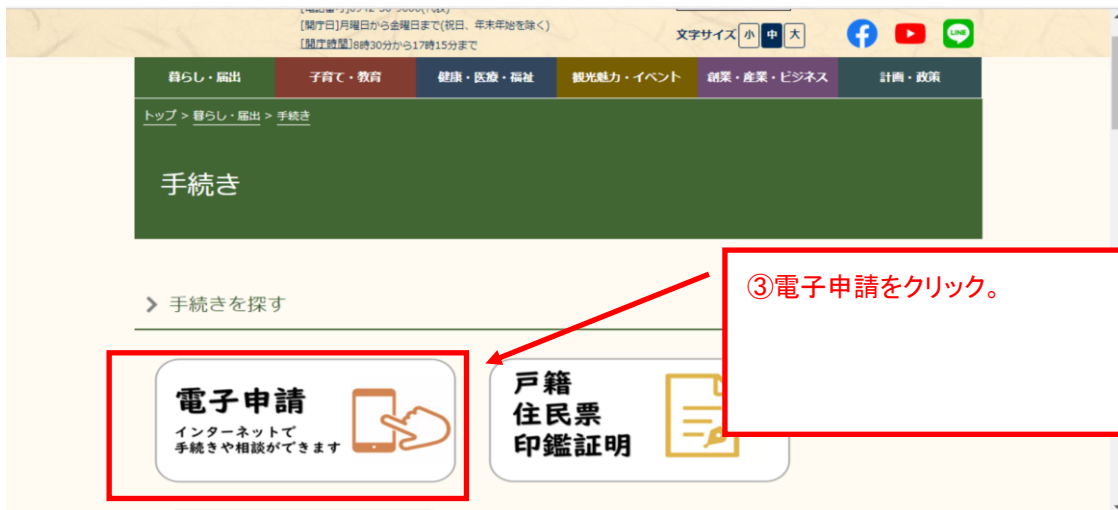 [開庁日]月曜日から金曜日まで(祝日、年末年始を除く)
[開庁時間]8時30分から17時15分まで
文字サイズ 小 中 大
LINE
暮らし・届出 子育て・教育 健康・医療・福祉 観光魅力・イベント 創業・産業・ビジネス 計画・政策
トップ > 暮らし・届出 > 手続き
手続き
③電子申請をクリック。
手続きを探す
電子申請
インターネットで
手続きや相談ができます
戸籍
住民票
印鑑証明